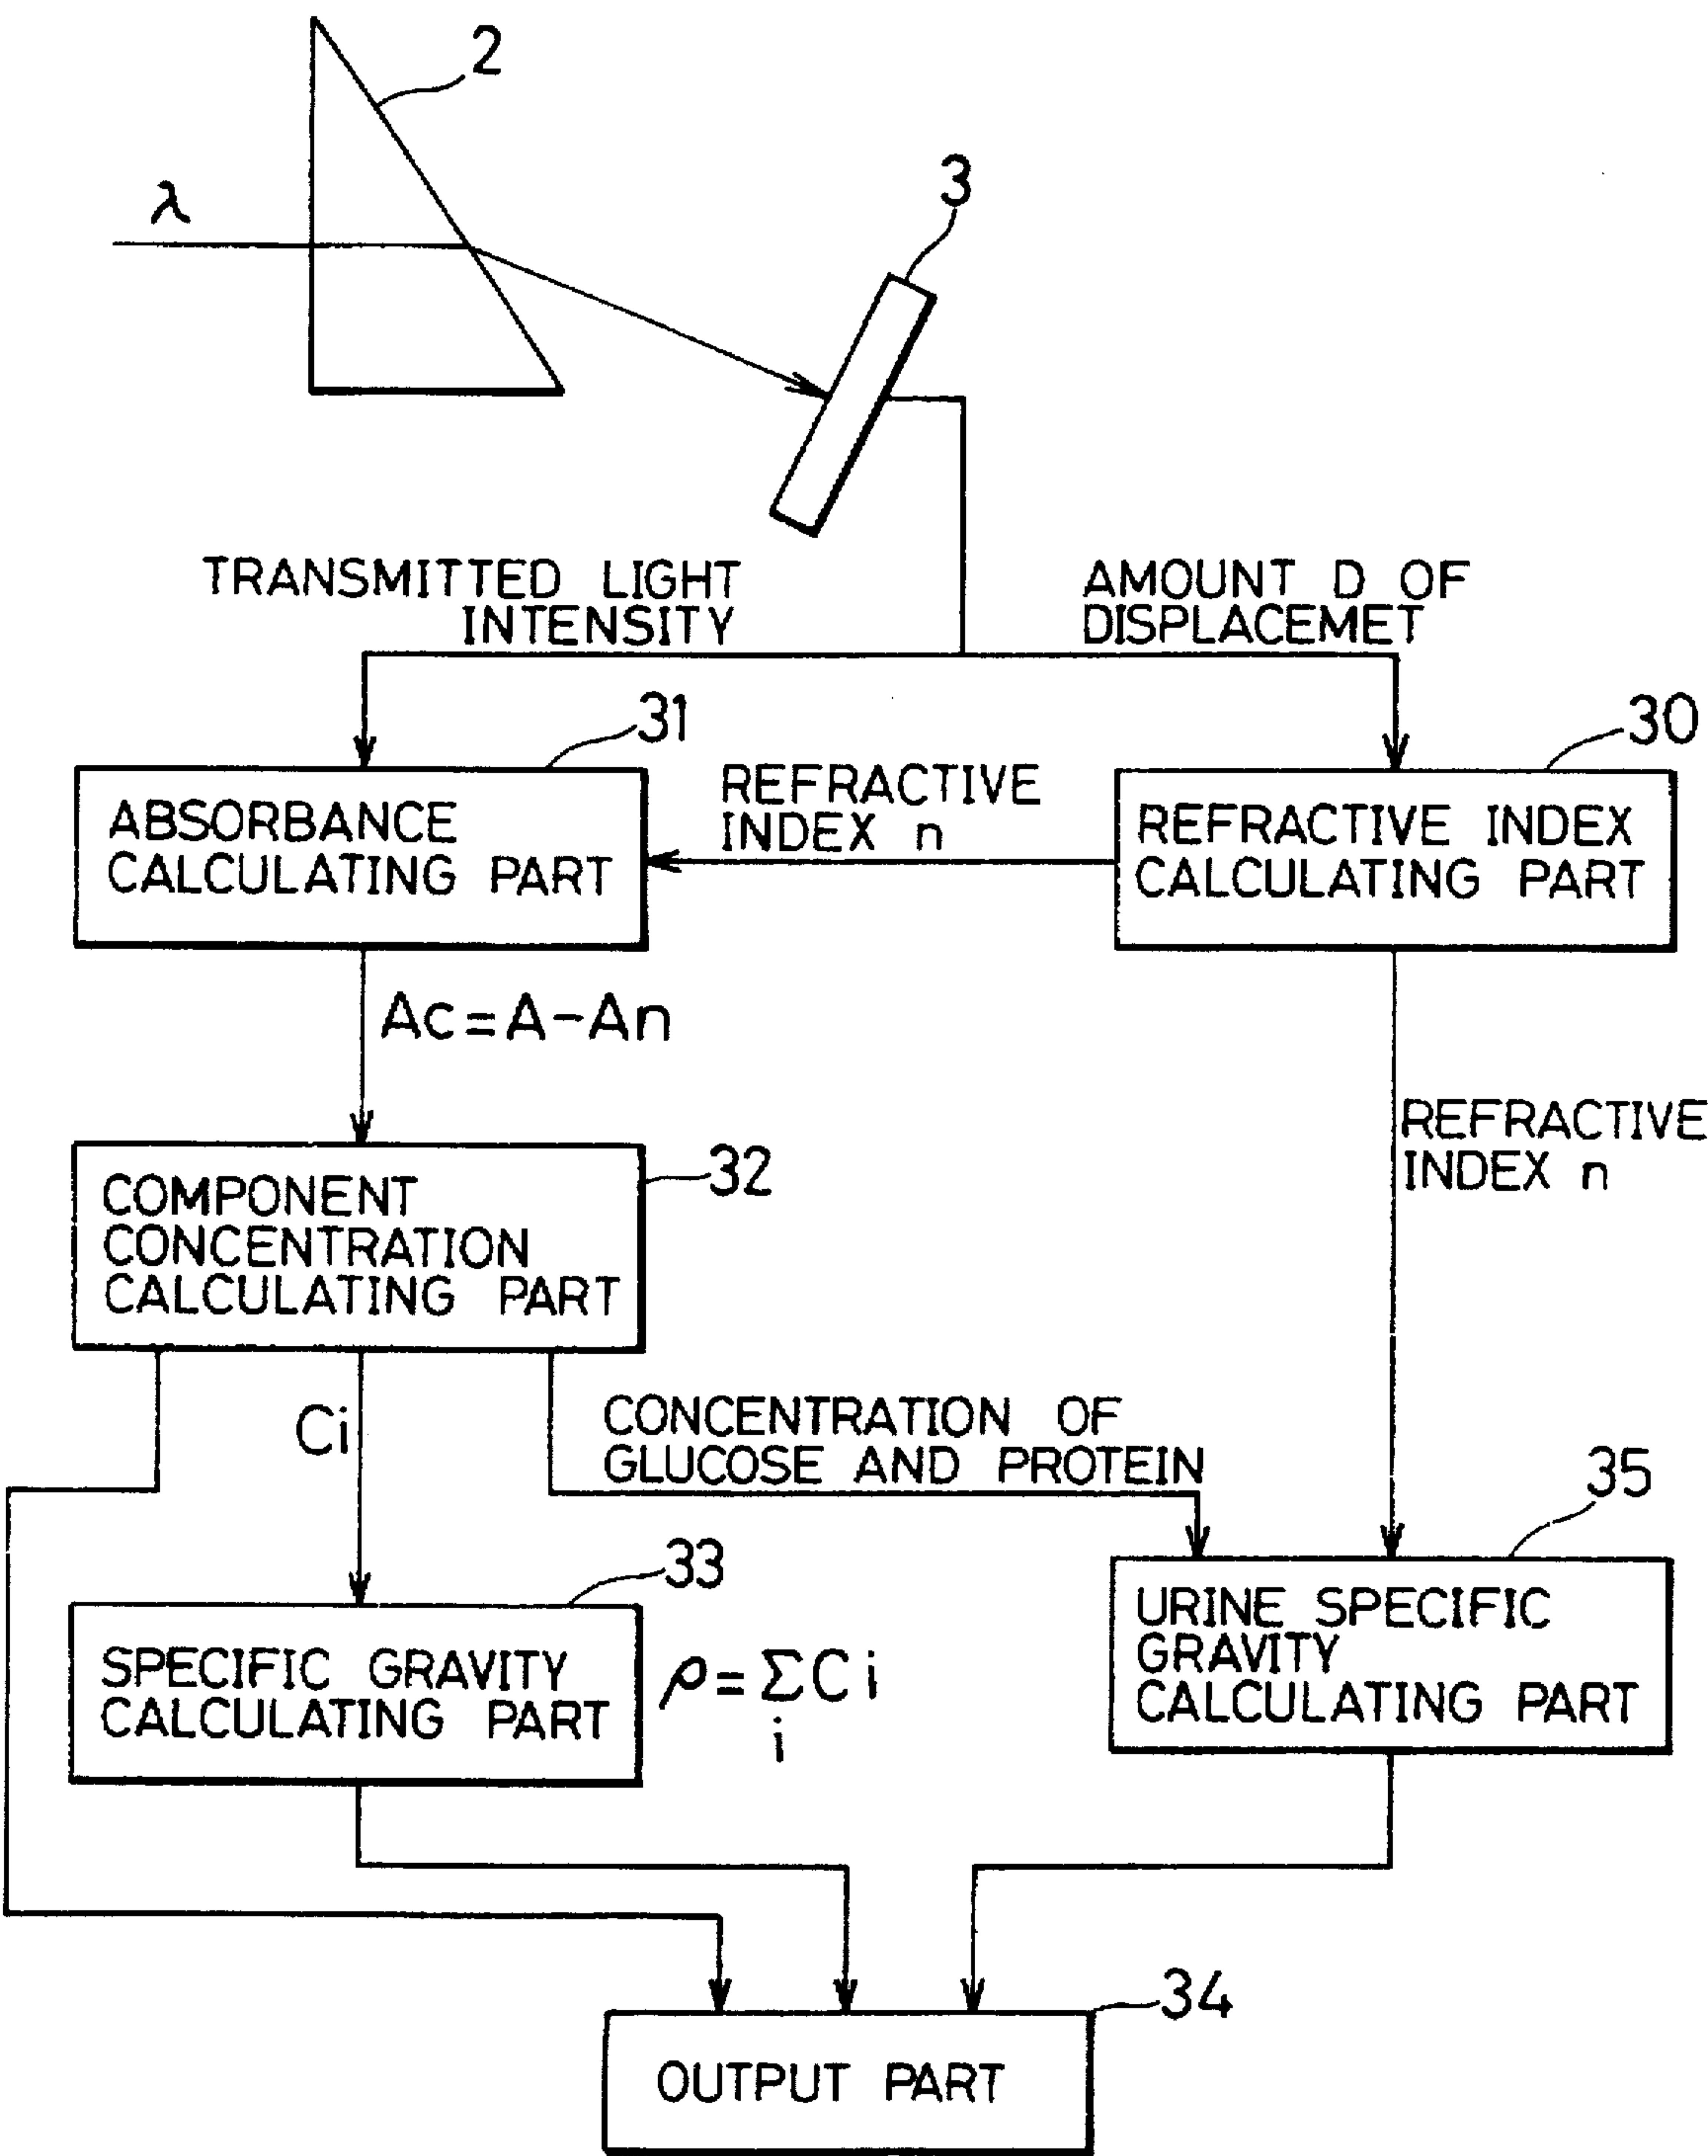 2
λ
3
TRANSMITTED LIGHT
INTENSITY
AMOUNT D OF
DISPLACEMET
31
30
ABSORBANCE
CALCULATING PART
REFRACTIVE
INDEX n
REFRACTIVE INDEX
CALCULATING PART
Ac=A-An
REFRACTIVE
INDEX n
32
COMPONENT
CONCENTRATION
CALCULATING PART
Ci
CONCENTRATION OF
GLUCOSE AND PROTEIN
35
33
SPECIFIC GRAVITY
CALCULATING PART
ρ=ΣCi
i
URINE SPECIFIC
GRAVITY
CALCULATING PART
34
OUTPUT PART